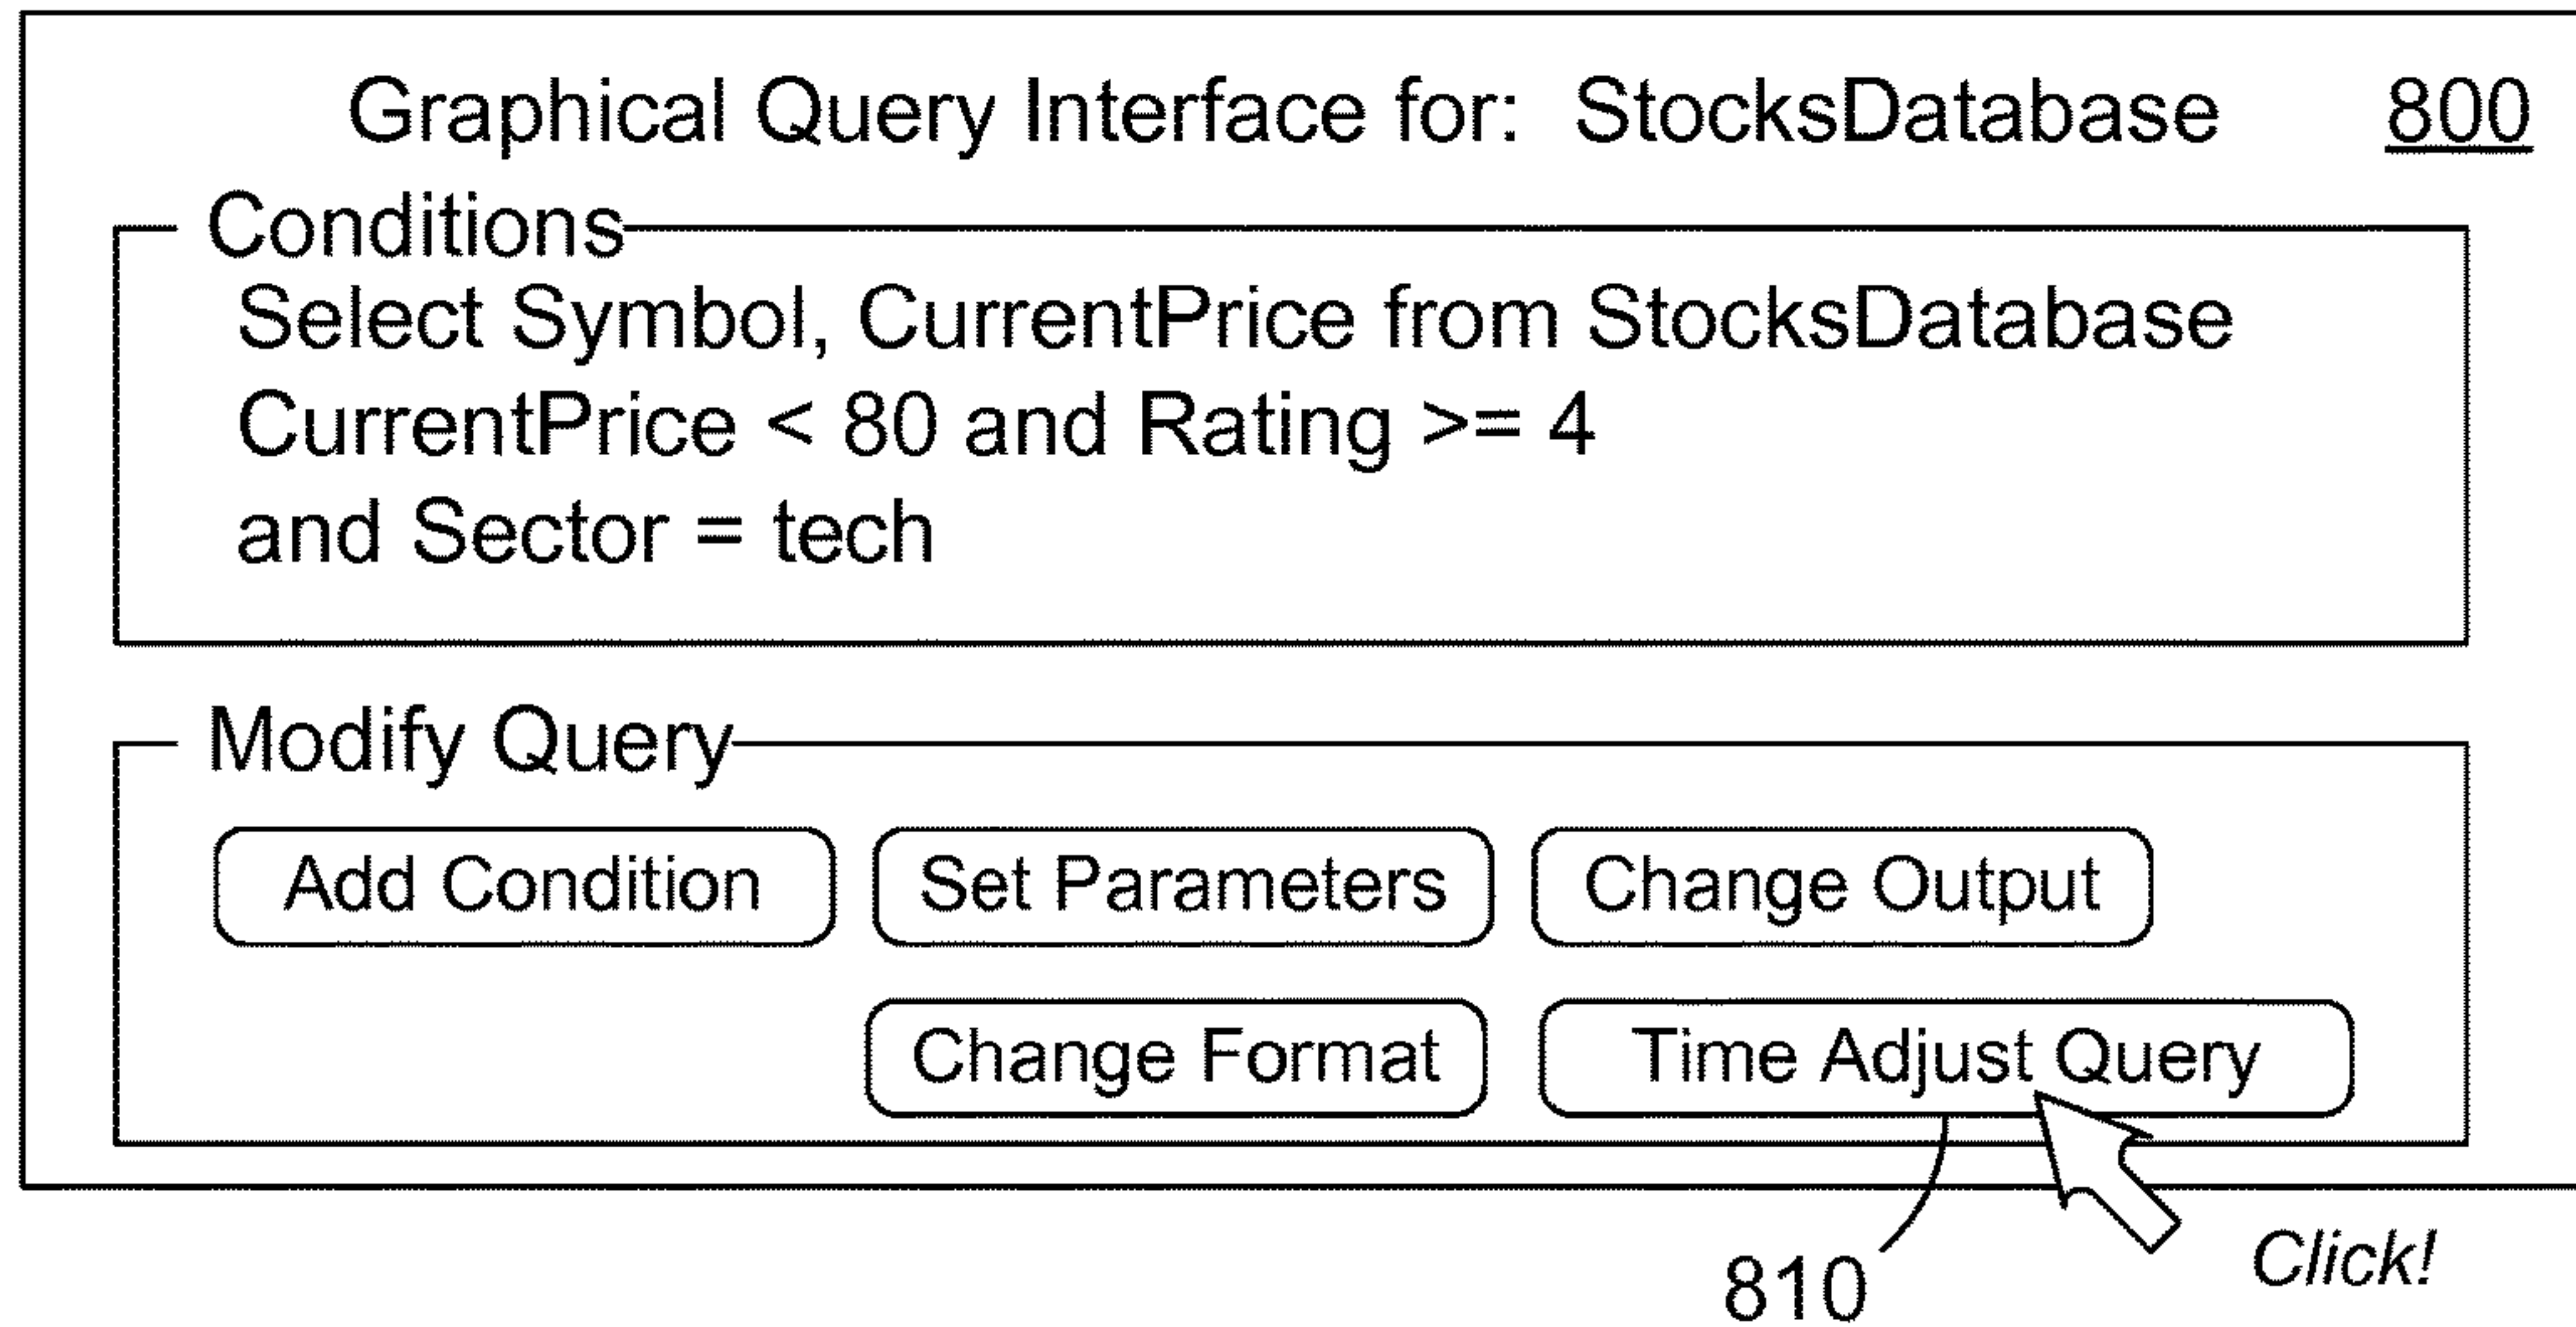 Graphical Query Interface for: StocksDatabase 800
Conditions
Select Symbol, CurrentPrice from StocksDatabase
CurrentPrice < 80 and Rating >= 4
and Sector = tech
Modify Query
Add Condition Set Parameters Change Output
Change Format Time Adjust Query
810 Click!